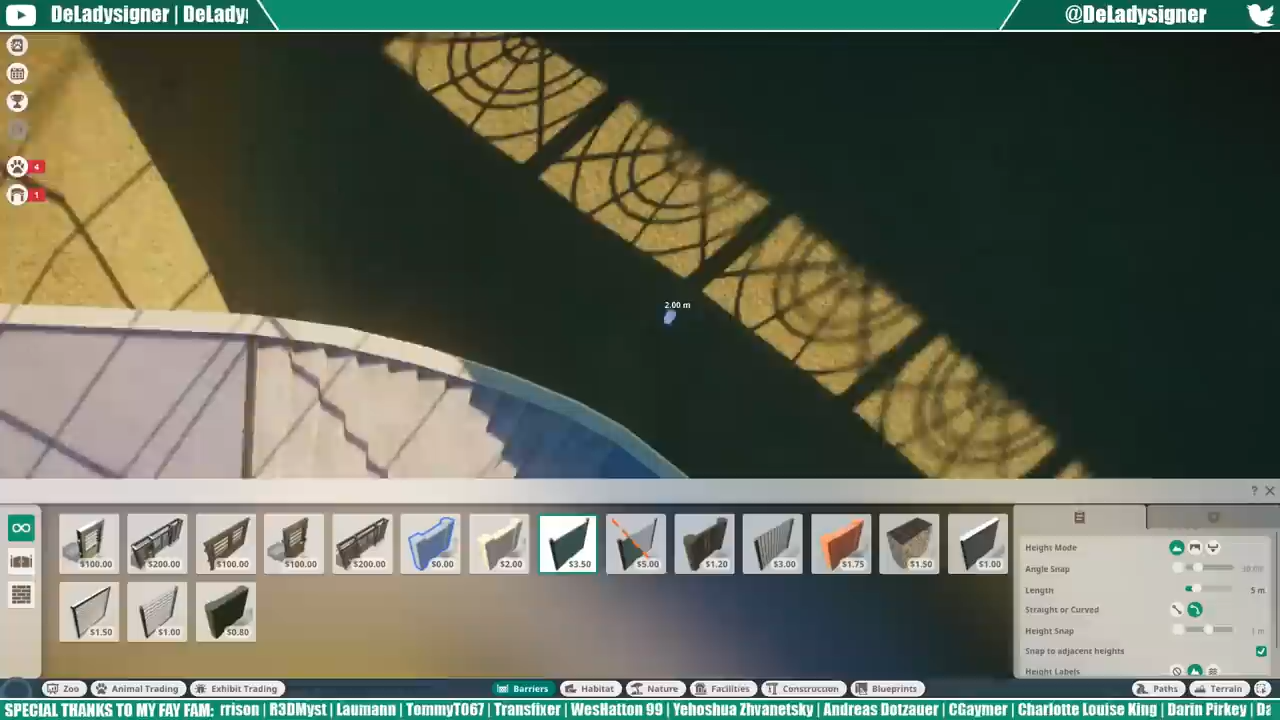 DeLadysigner | DeLady
@DeLadysigner
4
1
2.00 m
$100.00 $200.00 $100.00 $100.00 $200.00 $0.00 $2.00 $3.50 $5.00 $1.20 $3.00 $1.75 $1.50 $1.00
$1.50 $1.00 $0.80
Height Mode
Angle Snap
Length 5 m
Straight or Curved
Height Snap 1 m
Snap to adjacent heights
Height Labels
Zoo Animal Trading Exhibit Trading Barriers Habitat Nature Facilities Construction Blueprints Paths Terrain
SPECIAL THANKS TO MY FAY FAM: rrison | R3DMyst | Laumann | TommyT067 | Transfixer | WesHatton 99 | Yehoshua Zhvanetsky | Andreas Dotzauer | CGaymer | Charlotte Louise King | Darin Pirkey | Da